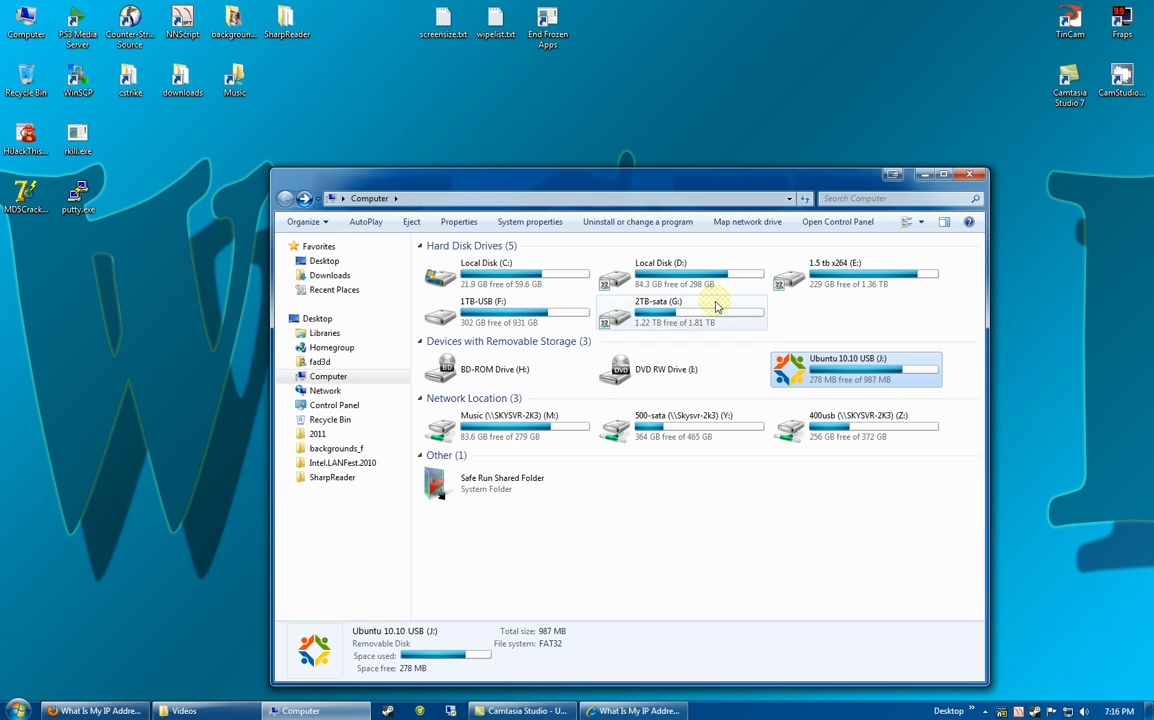 Computer
PS3 Media
Server
Counter-Str...
Source
NNScript
backgroun...
SharpReader
screensize.txt
wipelist.txt
End Frozen
Apps
TinCam
99
Fraps
Recycle Bin
WinSCP
cstrike
downloads
Music
Camtasia
Studio 7
CamStudio...
HiJackThis...
rkill.exe
MD5Crack...
putty.exe
Computer
Search Computer
Organize
AutoPlay
Eject
Properties
System properties
Uninstall or change a program
Map network drive
Open Control Panel
Favorites
Desktop
Downloads
Recent Places
Desktop
Libraries
Homegroup
fad3d
Computer
Network
Control Panel
Recycle Bin
2011
backgrounds_f
Intel.LANFest.2010
SharpReader
Hard Disk Drives (5)
Local Disk (C:)
21.9 GB free of 59.6 GB
Local Disk (D:)
84.3 GB free of 298 GB
1.5 tb x264 (E:)
229 GB free of 1.36 TB
1TB-USB (F:)
302 GB free of 931 GB
2TB-sata (G:)
1.22 TB free of 1.81 TB
Devices with Removable Storage (3)
BD
BD-ROM Drive (H:)
DVD
DVD RW Drive (I:)
Ubuntu 10.10 USB (J:)
278 MB free of 987 MB
Network Location (3)
Music (\\SKYSVR-2K3) (M:)
83.6 GB free of 279 GB
500-sata (\\Skysvr-2k3) (Y:)
364 GB free of 465 GB
400usb (\\SKYSVR-2K3) (Z:)
256 GB free of 372 GB
Other (1)
Safe Run Shared Folder
System Folder
Ubuntu 10.10 USB (J:)
Removable Disk
Space used:
Space free: 278 MB
Total size: 987 MB
File system: FAT32
What Is My IP Addre...
Videos
Computer
Camtasia Studio - U...
What Is My IP Addre...
Desktop
7:16 PM